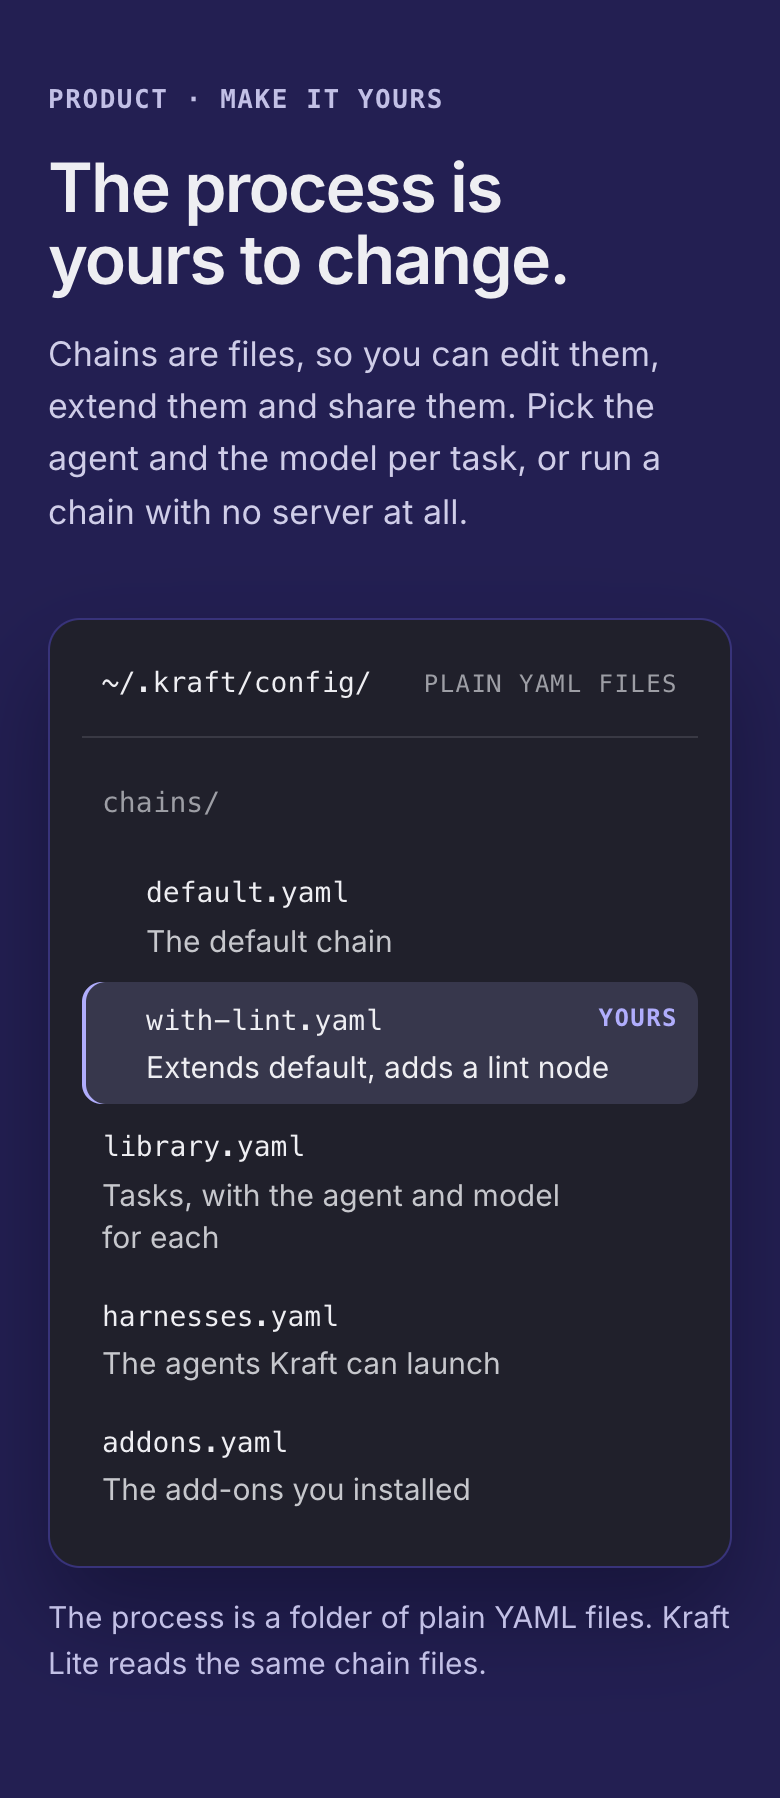 PRODUCT · MAKE IT YOURS
The process is
yours to change.
Chains are files, so you can edit them,
extend them and share them. Pick the
agent and the model per task, or run a
chain with no server at all.
~/.kraft/config/ PLAIN YAML FILES
chains/
default.yaml
The default chain
with-lint.yaml YOURS
Extends default, adds a lint node
library.yaml
Tasks, with the agent and model
for each
harnesses.yaml
The agents Kraft can launch
addons.yaml
The add-ons you installed
The process is a folder of plain YAML files. Kraft
Lite reads the same chain files.